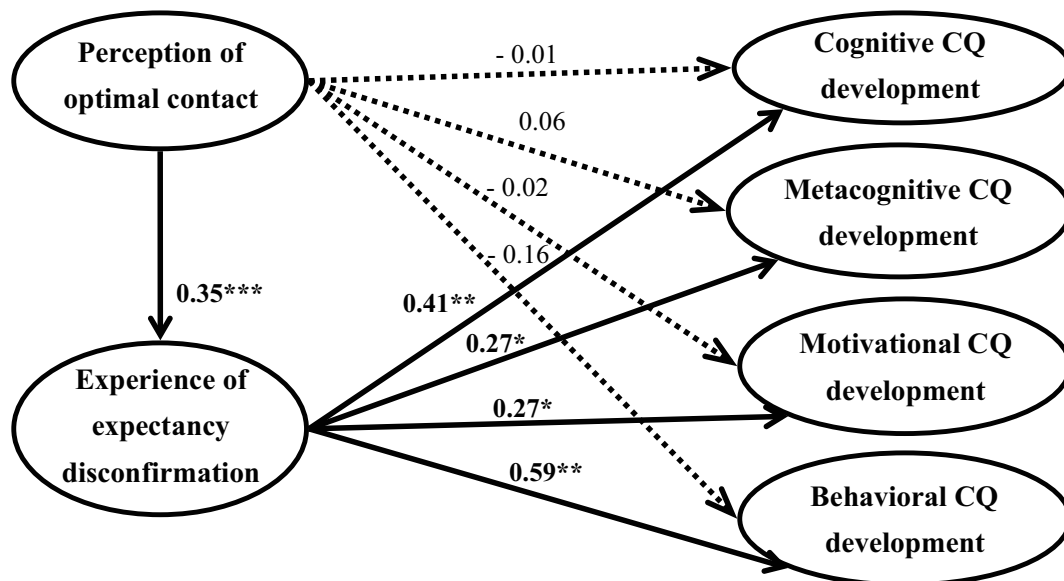 Perception of
optimal contact
- 0.01
0.06
- 0.02
- 0.16
0.35***
Experience of
expectancy
disconfirmation
0.41**
0.27*
0.27*
0.59**
Cognitive CQ
development
Metacognitive CQ
development
Motivational CQ
development
Behavioral CQ
development